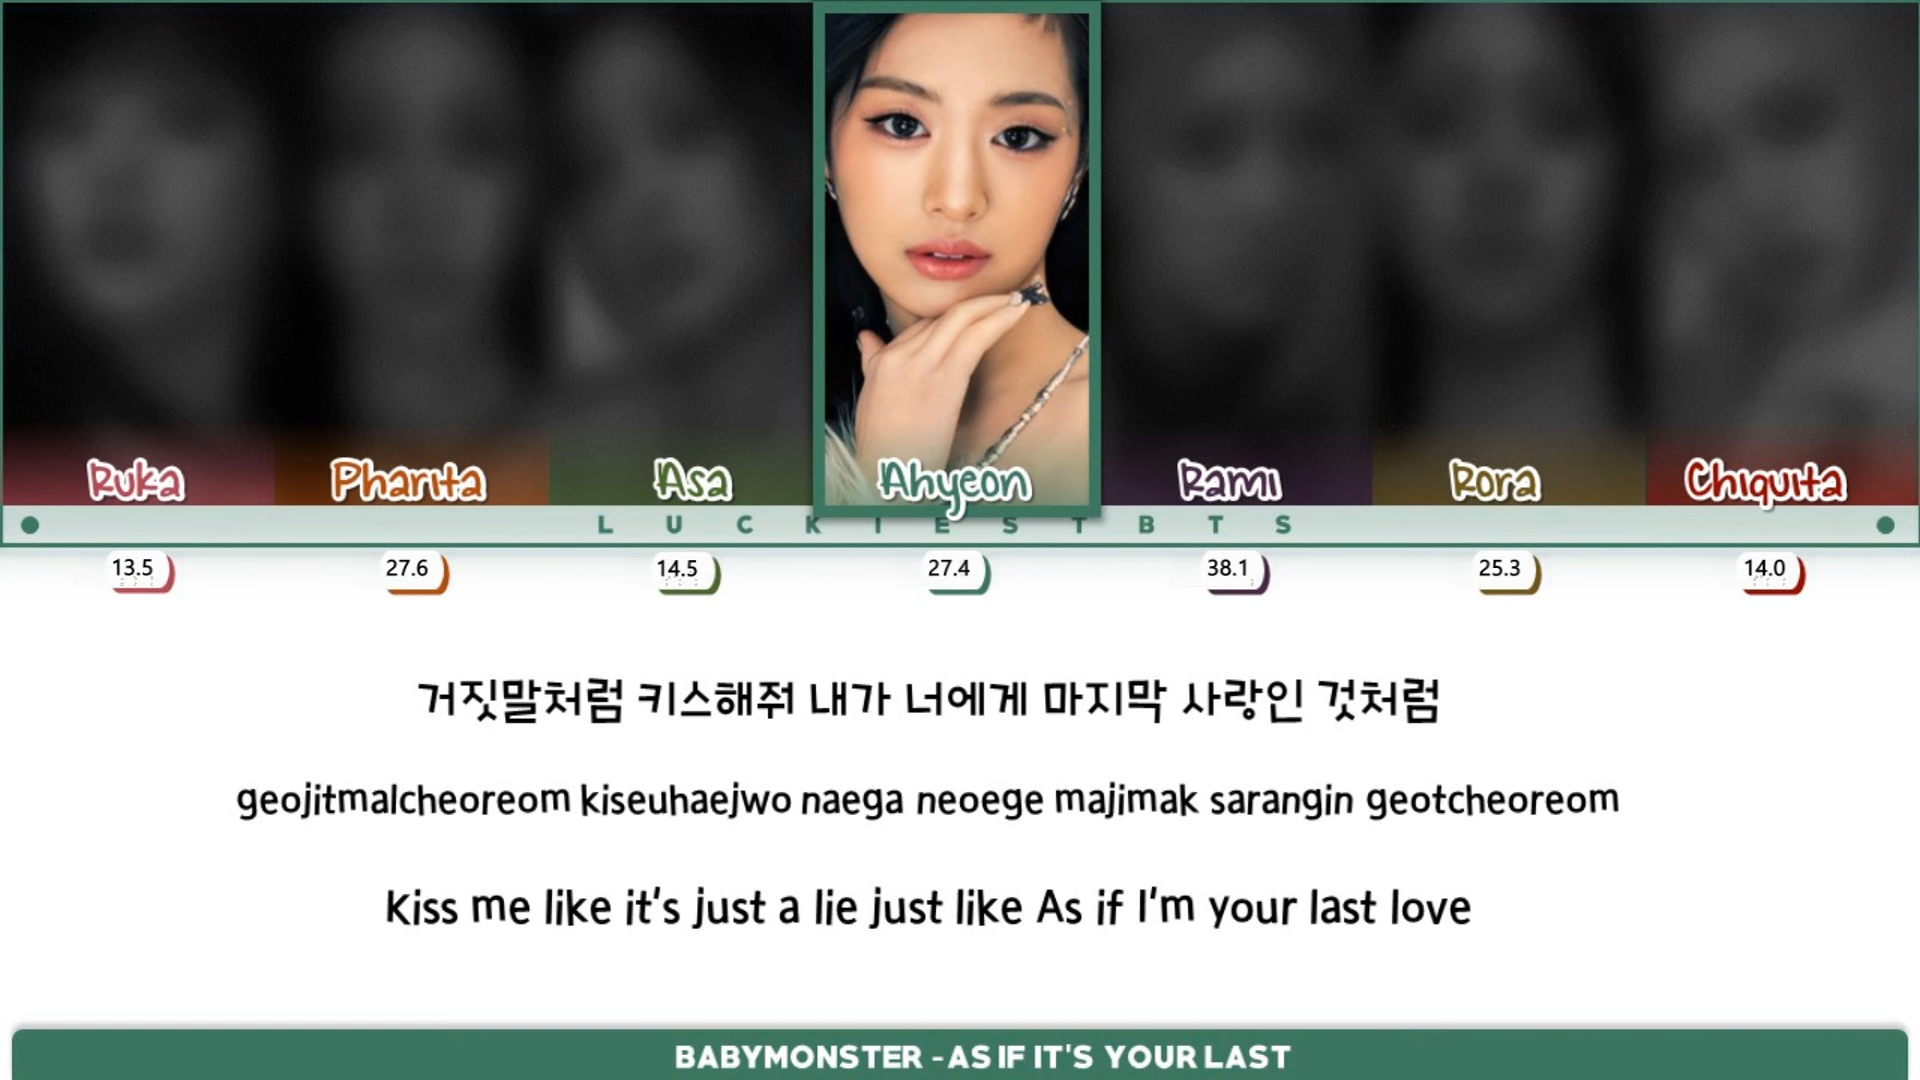 Ruka Pharita Asa Ahyeon Rami Rora Chiquita
LUCKIESTBTS
13.5 27.6 14.5 27.4 38.1 25.3 14.0
거짓말처럼 키스해줘 내가 너에게 마지막 사랑인 것처럼
geojitmalcheoreom kiseuhaejwo naega neoege majimak sarangin geotcheoreom
Kiss me like it's just a lie just like As if I'm your last love
BABYMONSTER - AS IF IT'S YOUR LAST